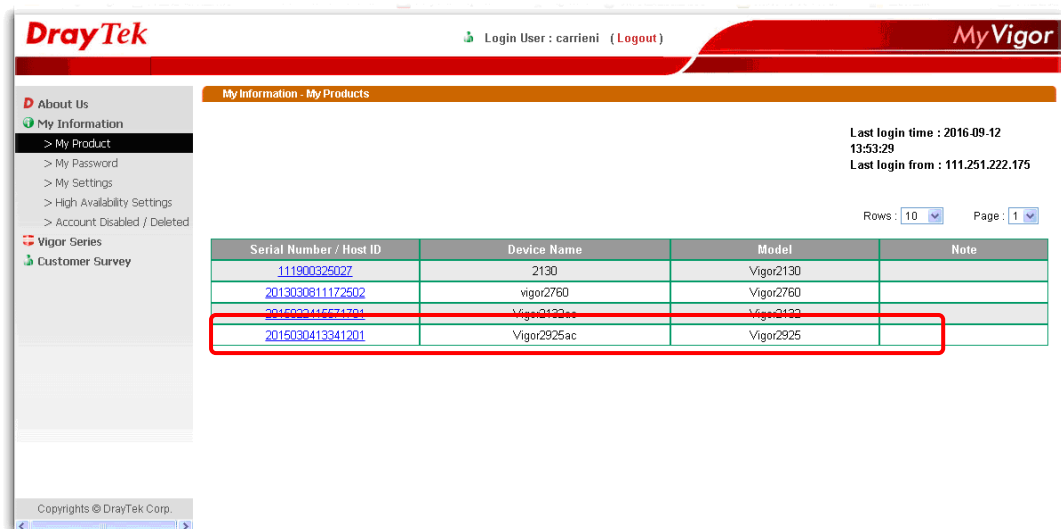 DrayTek
Login User : carrieni ( Logout )
MyVigor
About Us
My Information
> My Product
> My Password
> My Settings
> High Availability Settings
> Account Disabled / Deleted
Vigor Series
Customer Survey
Copyrights © DrayTek Corp.
My Information - My Products
Last login time : 2016-09-12
13:53:29
Last login from : 111.251.222.175
Rows : 10 Page : 1
Serial Number / Host ID Device Name Model Note
111900325027 2130 Vigor2130
2013030811172502 vigor2760 Vigor2760
2015030413341201 Vigor2925ac Vigor2925